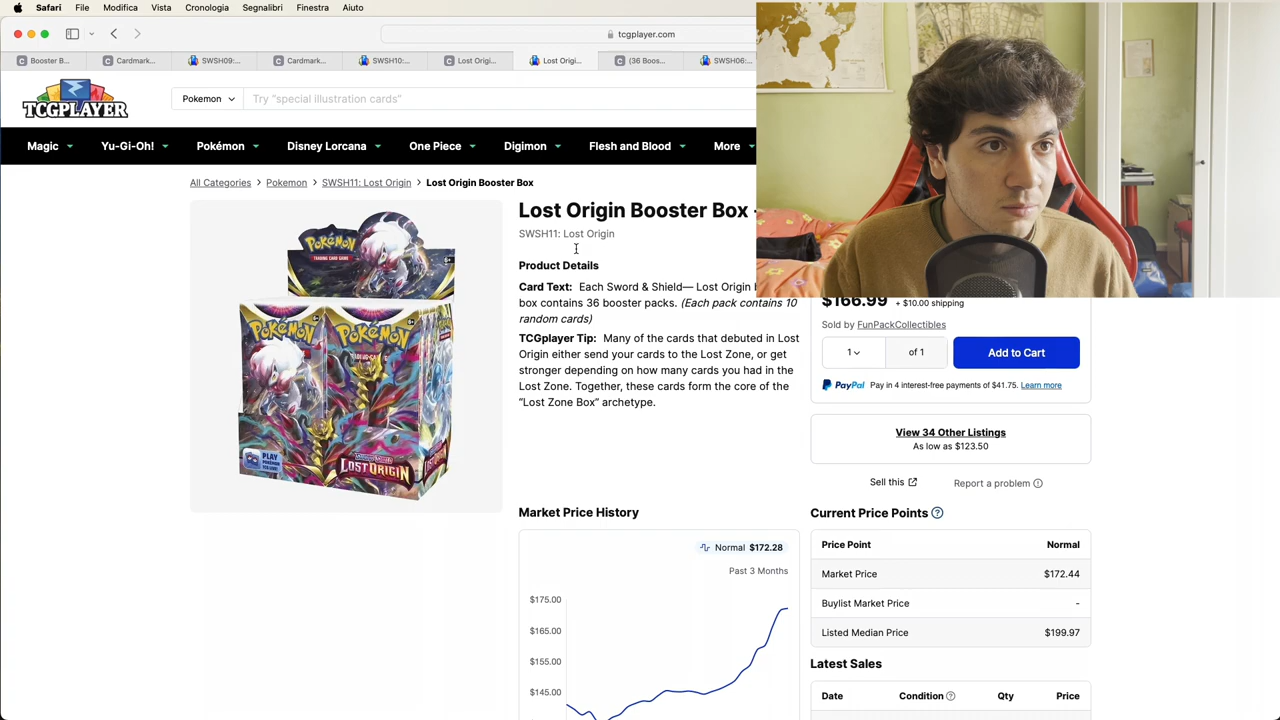 Safari File Modifica Vista Cronologia Segnalibri Finestra Aiuto
tcgplayer.com
Booster B... Cardmark... SWSH09:... Cardmark... SWSH10:... Lost Origi... Lost Origi... (36 Boos... SWSH06:...
TCGPLAYER
Pokemon
Try “special illustration cards”
Magic Yu-Gi-Oh! Pokémon Disney Lorcana One Piece Digimon Flesh and Blood More
All Categories > Pokemon > SWSH11: Lost Origin > Lost Origin Booster Box
Pokémon
TRADING CARD GAME
Pokémon Pokémon
PLAY POKÉMON
LOST ORIGIN
Lost Origin Booster Box -
SWSH11: Lost Origin
Product Details
Card Text: Each Sword & Shield— Lost Origin
box contains 36 booster packs. (Each pack contains 10
random cards)
TCGplayer Tip: Many of the cards that debuted in Lost
Origin either send your cards to the Lost Zone, or get
stronger depending on how many cards you had in the
Lost Zone. Together, these cards form the core of the
"Lost Zone Box" archetype.
$166.99 + $10.00 shipping
Sold by FunPackCollectibles
1 of 1 Add to Cart
PayPal Pay in 4 interest-free payments of $41.75. Learn more
View 34 Other Listings
As low as $123.50
Sell this Report a problem
Market Price History
Normal $172.28
Past 3 Months
$175.00
$165.00
$155.00
$145.00
Current Price Points
Price Point Normal
Market Price $172.44
Buylist Market Price -
Listed Median Price $199.97
Latest Sales
Date Condition Qty Price